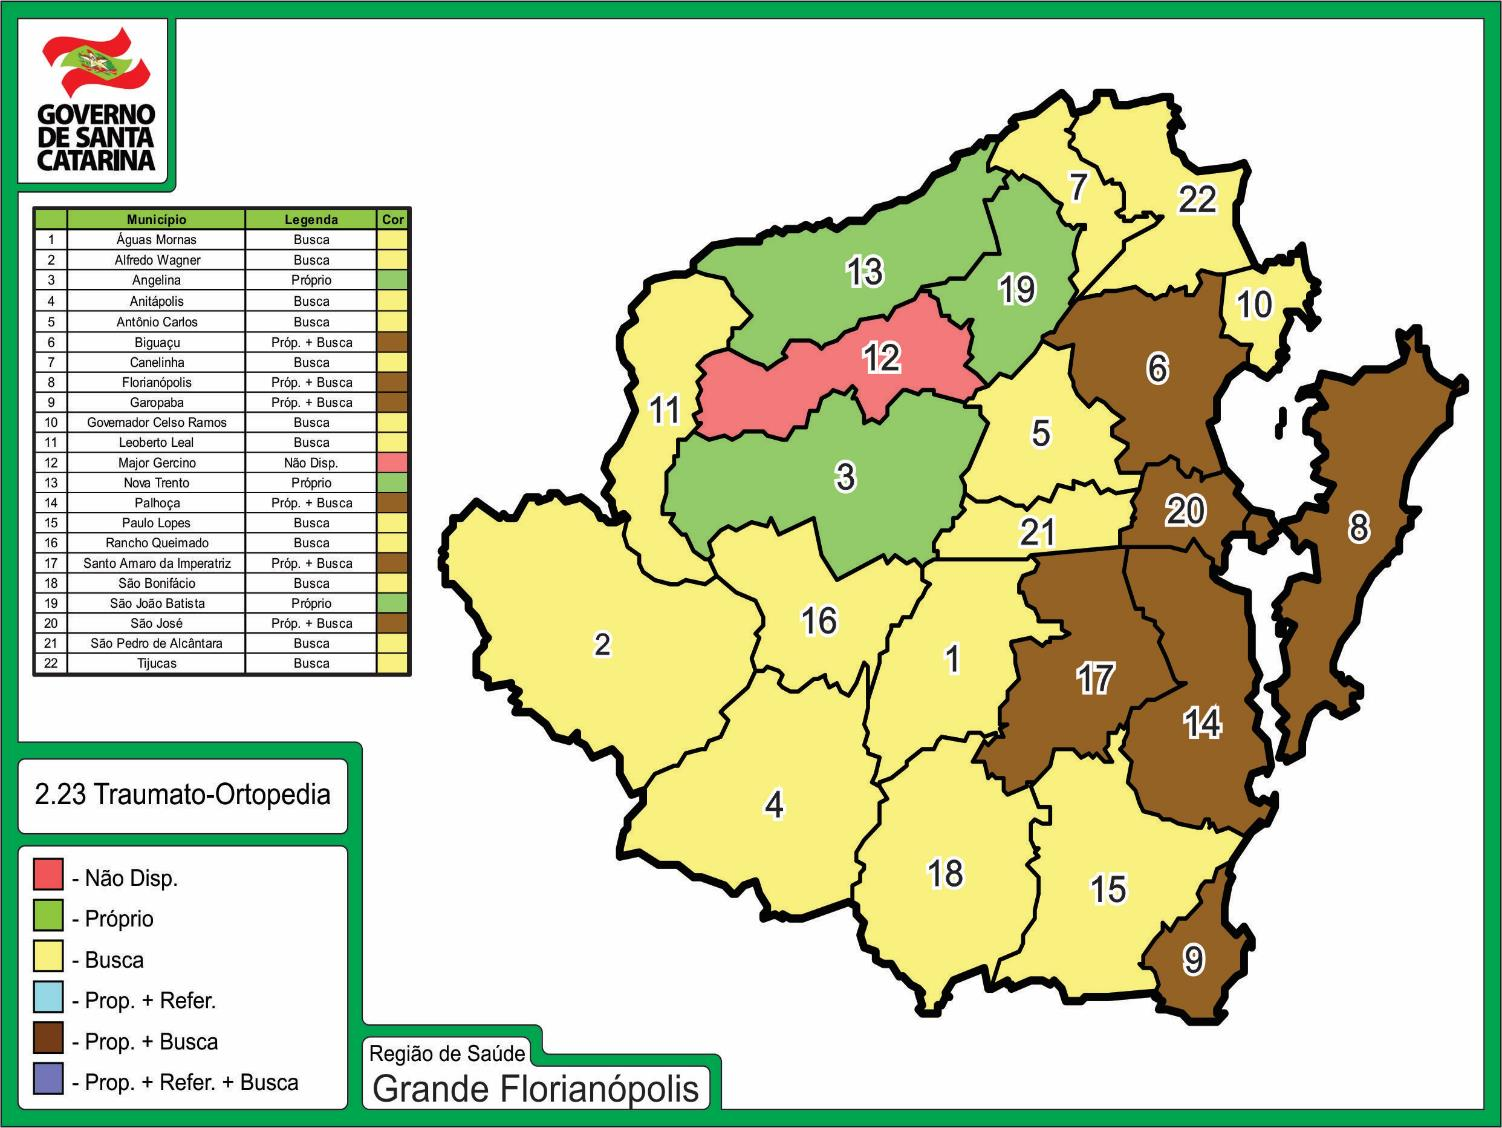 GOVERNO
DE SANTA
CATARINA
Município Legenda Cor
1 Águas Mornas Busca
2 Alfredo Wagner Busca
3 Angelina Próprio
4 Anitápolis Busca
5 Antônio Carlos Busca
6 Biguaçu Próp. + Busca
7 Canelinha Busca
8 Florianópolis Próp. + Busca
9 Garopaba Próp. + Busca
10 Governador Celso Ramos Busca
11 Leoberto Leal Busca
12 Major Gercino Não Disp.
13 Nova Trento Próprio
14 Palhoça Próp. + Busca
15 Paulo Lopes Busca
16 Rancho Queimado Busca
17 Santo Amaro da Imperatriz Próp. + Busca
18 São Bonifácio Busca
19 São João Batista Próprio
20 São José Próp. + Busca
21 São Pedro de Alcântara Busca
22 Tijucas Busca
7
22
13
19
10
12
6
11
5
3
20
21
8
16
2
1
17
14
4
18
15
9
2.23 Traumato-Ortopedia
- Não Disp.
- Próprio
- Busca
- Prop. + Refer.
- Prop. + Busca
- Prop. + Refer. + Busca
Região de Saúde
Grande Florianópolis